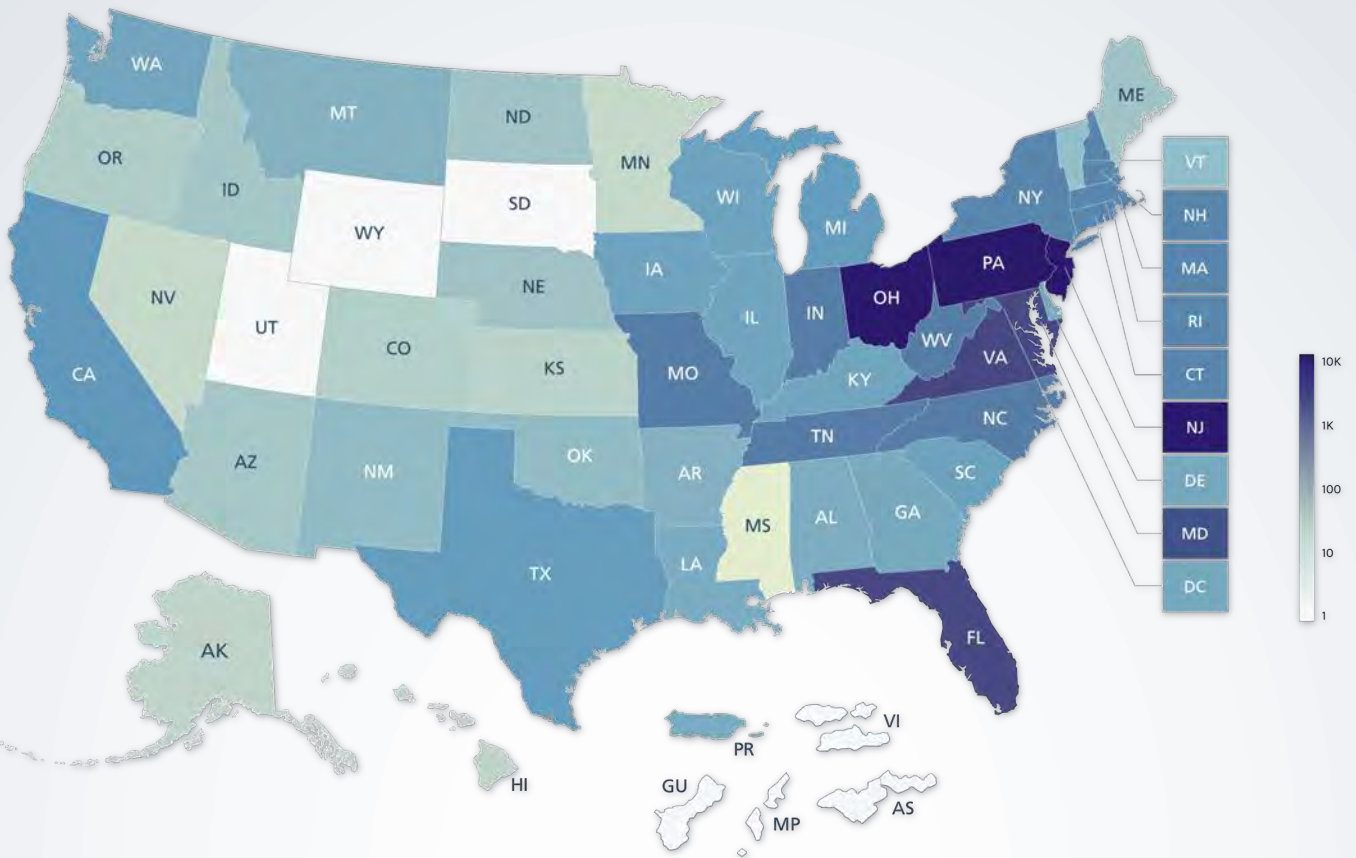 WA
MT
ND
MN
OR
ID
SD
WY
WI
MI
NY
ME
VT
NH
MA
RI
CT
NJ
DE
MD
DC
NV
UT
NE
IA
IL
IN
OH
PA
CA
CO
KS
MO
KY
WV
VA
AZ
NM
OK
AR
TN
NC
SC
TX
LA
MS
AL
GA
FL
AK
HI
PR
VI
GU
MP
AS
10K
1K
100
10
1